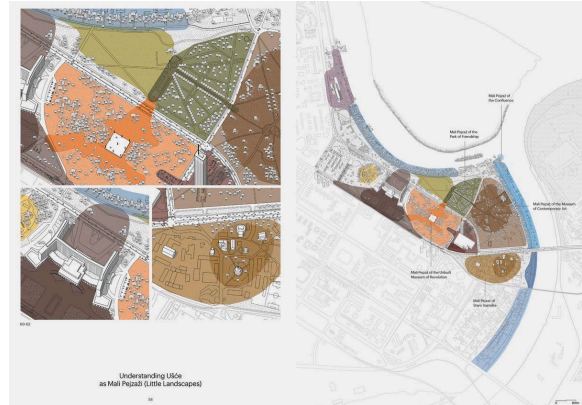 60-62
Understanding Ušće
as Mali Pejzaži (Little Landscapes)
Mali Pejzaž of
the Confluence
Mali Pejzaž of the
Park of Friendship
Mali Pejzaž of the Museum
of Contemporary Art
Mali Pejzaž of the Unbuilt
Museum of Revolution
Mali Pejzaž of
Staro Sajmište